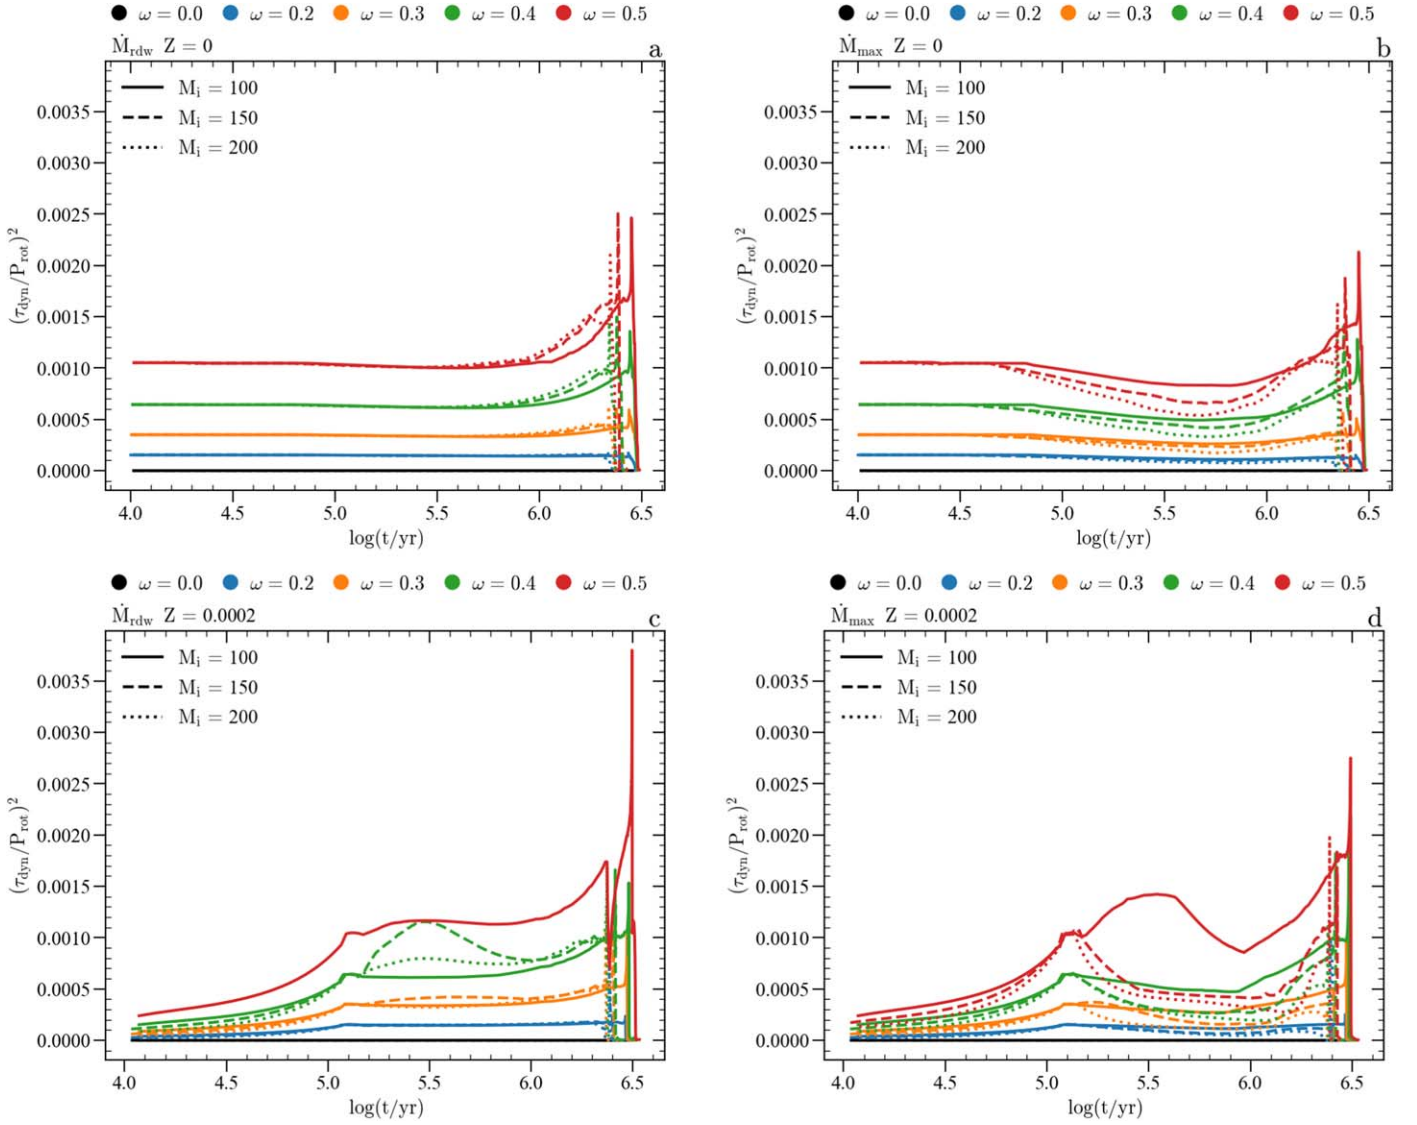 ω = 0.0 ω = 0.2 ω = 0.3 ω = 0.4 ω = 0.5
Ṁrdw Z = 0 a
Mi = 100
Mi = 150
Mi = 200
0.0035
0.0030
0.0025
0.0020
0.0015
0.0010
0.0005
0.0000
(τdyn/Prot)²
4.0 4.5 5.0 5.5 6.0 6.5
log(t/yr)
ω = 0.0 ω = 0.2 ω = 0.3 ω = 0.4 ω = 0.5
Ṁmax Z = 0 b
Mi = 100
Mi = 150
Mi = 200
0.0035
0.0030
0.0025
0.0020
0.0015
0.0010
0.0005
0.0000
(τdyn/Prot)²
4.0 4.5 5.0 5.5 6.0 6.5
log(t/yr)
ω = 0.0 ω = 0.2 ω = 0.3 ω = 0.4 ω = 0.5
Ṁrdw Z = 0.0002 c
Mi = 100
Mi = 150
Mi = 200
0.0035
0.0030
0.0025
0.0020
0.0015
0.0010
0.0005
0.0000
(τdyn/Prot)²
4.0 4.5 5.0 5.5 6.0 6.5
log(t/yr)
ω = 0.0 ω = 0.2 ω = 0.3 ω = 0.4 ω = 0.5
Ṁmax Z = 0.0002 d
Mi = 100
Mi = 150
Mi = 200
0.0035
0.0030
0.0025
0.0020
0.0015
0.0010
0.0005
0.0000
(τdyn/Prot)²
4.0 4.5 5.0 5.5 6.0 6.5
log(t/yr)